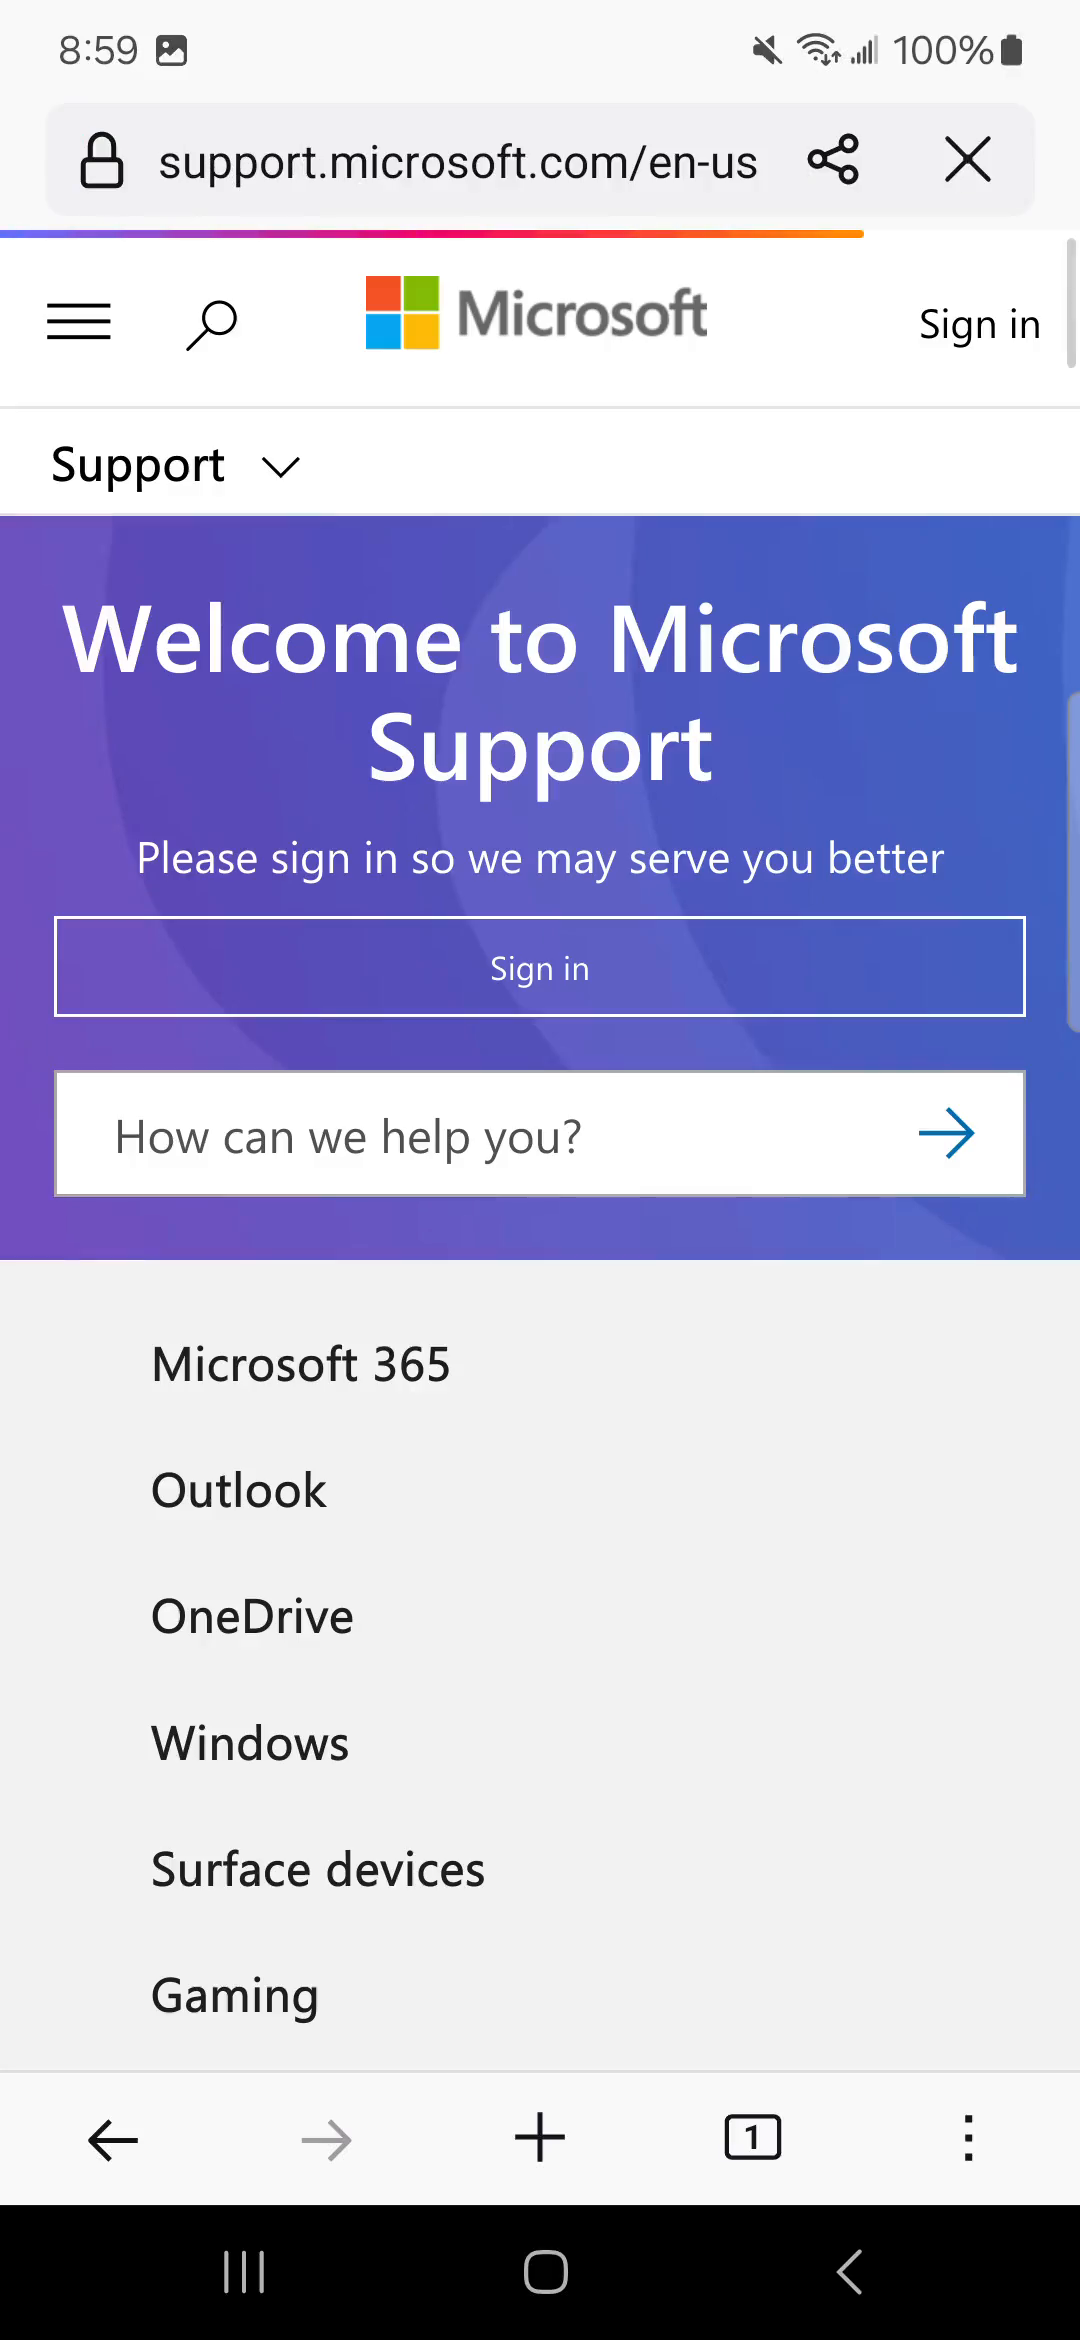 8:59
100%
support.microsoft.com/en-us
Microsoft
Sign in
Support
Welcome to Microsoft
Support
Please sign in so we may serve you better
Sign in
How can we help you?
Microsoft 365
Outlook
OneDrive
Windows
Surface devices
Gaming
1